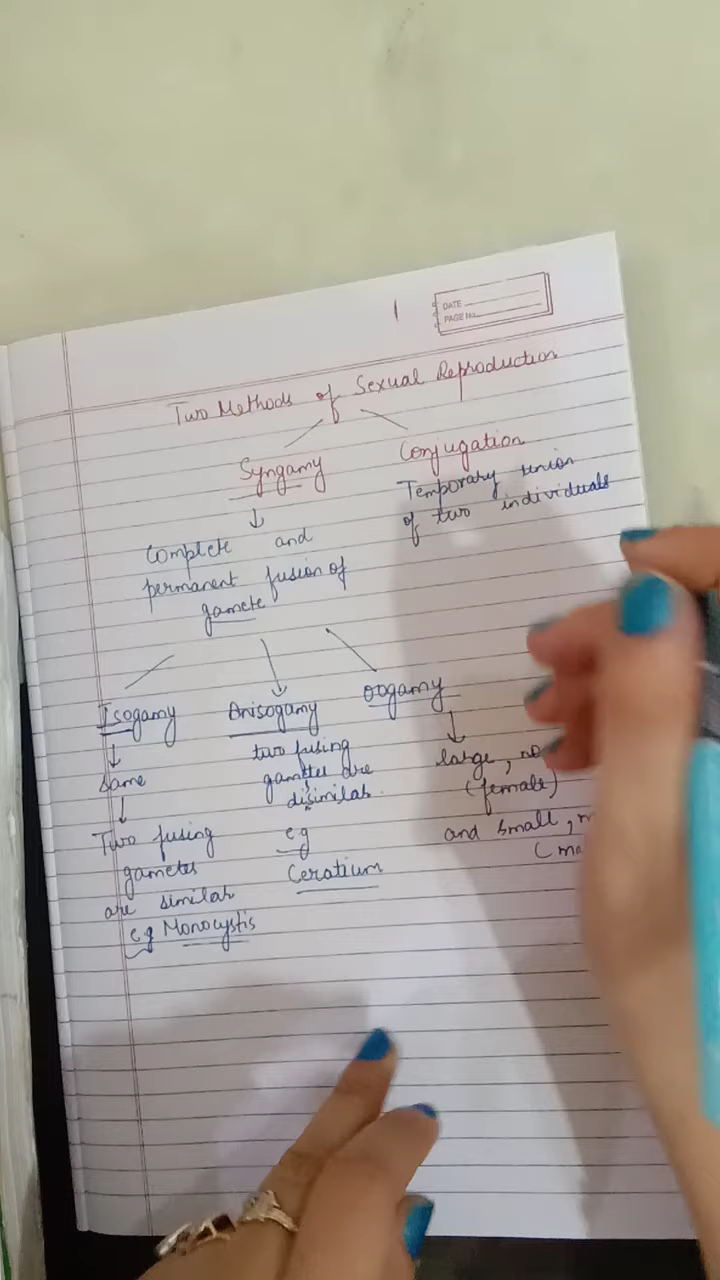 1
DATE
PAGE No.
Two Methods of Sexual Reproduction
Syngamy
Conjugation
Temporary union
of two individuals
Complete and
permanent fusion of
gamete
Isogamy
Anisogamy
Oogamy
same
Two fusing
gametes
are similar
e.g Monocystis
two fusing
gametes are
disimilar
eg
Ceratium
large,
(female)
and small,